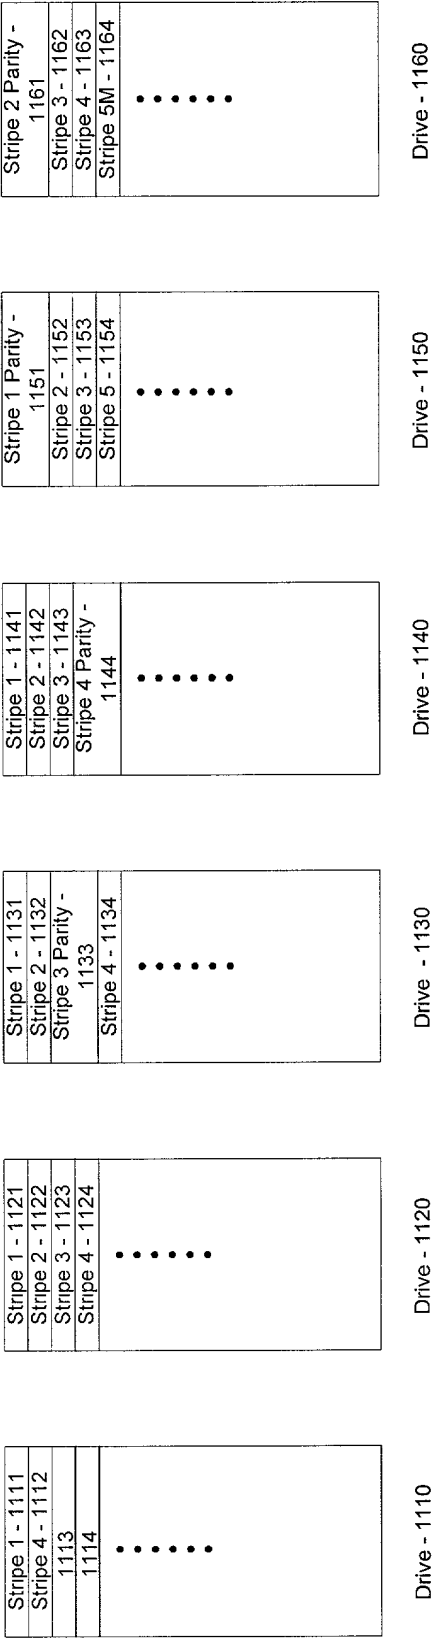 Stripe 1 - 1111
Stripe 4 - 1112
1113
1114
Drive - 1110
Stripe 1 - 1121
Stripe 2 - 1122
Stripe 3 - 1123
Stripe 4 - 1124
Drive - 1120
Stripe 1 - 1131
Stripe 2 - 1132
Stripe 3 Parity -
1133
Stripe 4 - 1134
Drive - 1130
Stripe 1 - 1141
Stripe 2 - 1142
Stripe 3 - 1143
Stripe 4 Parity -
1144
Drive - 1140
Stripe 1 Parity -
1151
Stripe 2 - 1152
Stripe 3 - 1153
Stripe 5 - 1154
Drive - 1150
Stripe 2 Parity -
1161
Stripe 3 - 1162
Stripe 4 - 1163
Stripe 5M - 1164
Drive - 1160